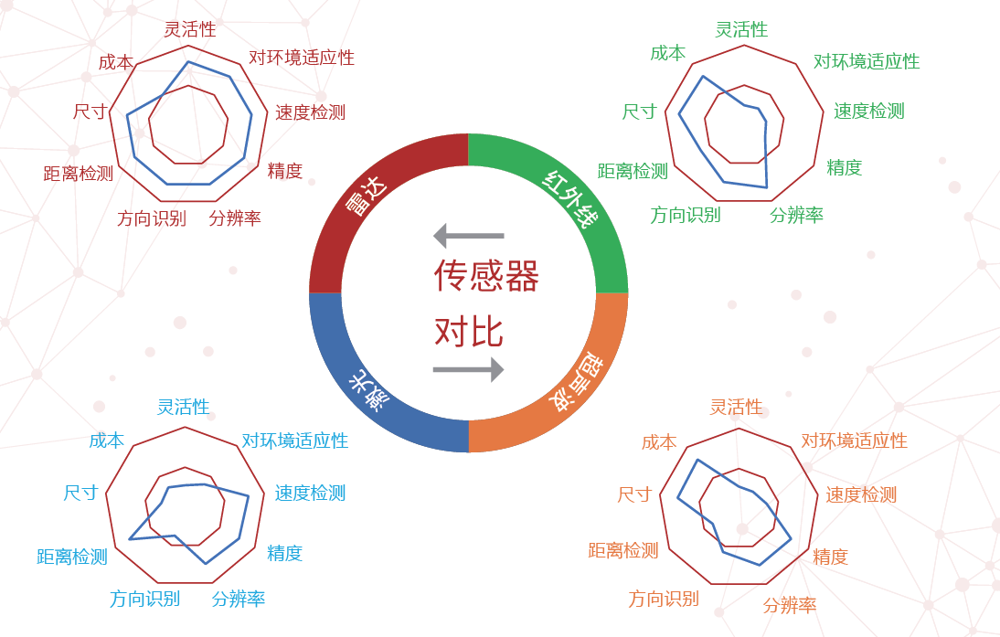 灵活性
对环境适应性
速度检测
精度
分辨率
方向识别
距离检测
尺寸
成本
灵活性
对环境适应性
速度检测
精度
分辨率
方向识别
距离检测
尺寸
成本
雷达
红外线
传感器
对比
激光
超声波
灵活性
对环境适应性
速度检测
精度
分辨率
方向识别
距离检测
尺寸
成本
灵活性
对环境适应性
速度检测
精度
分辨率
方向识别
距离检测
尺寸
成本